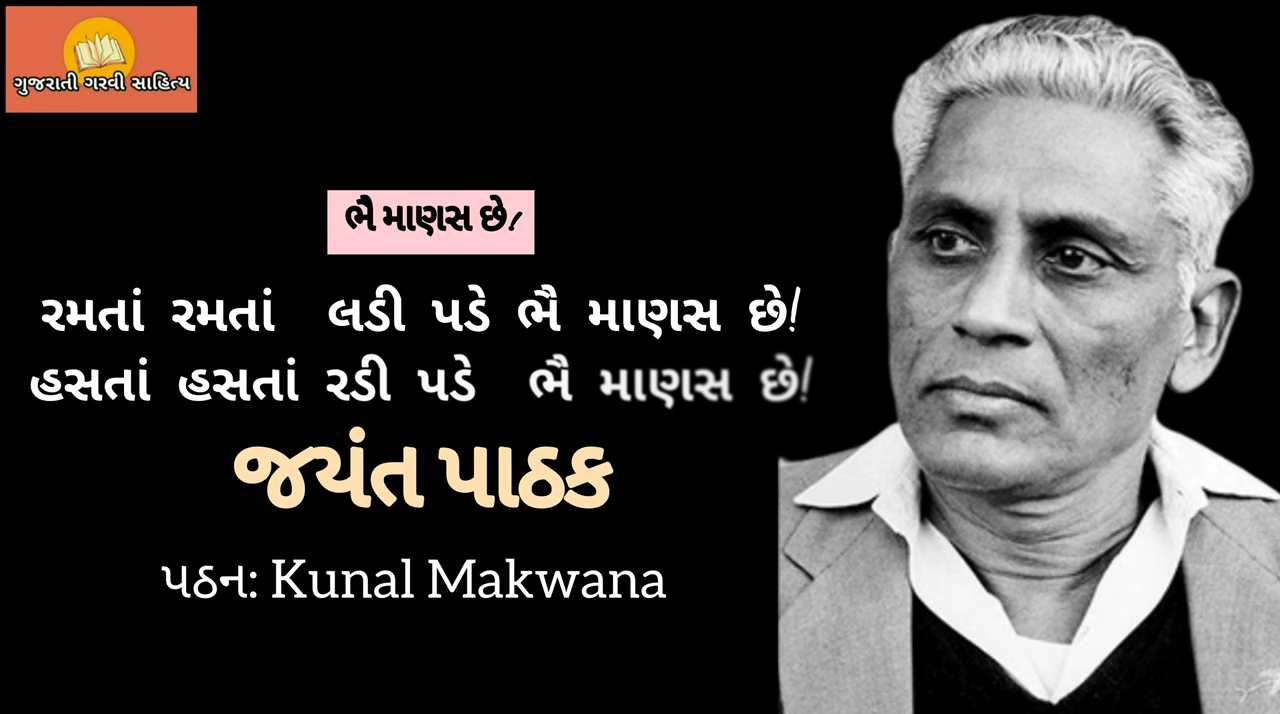 ગુજરાતી ગરવી સાહિત્ય
ભૈ માણસ છે!
રમતાં રમતાં લડી પડે ભૈ માણસ છે!
હસતાં હસતાં રડી પડે ભૈ માણસ છે!
જયંત પાઠક
પઠન: Kunal Makwana